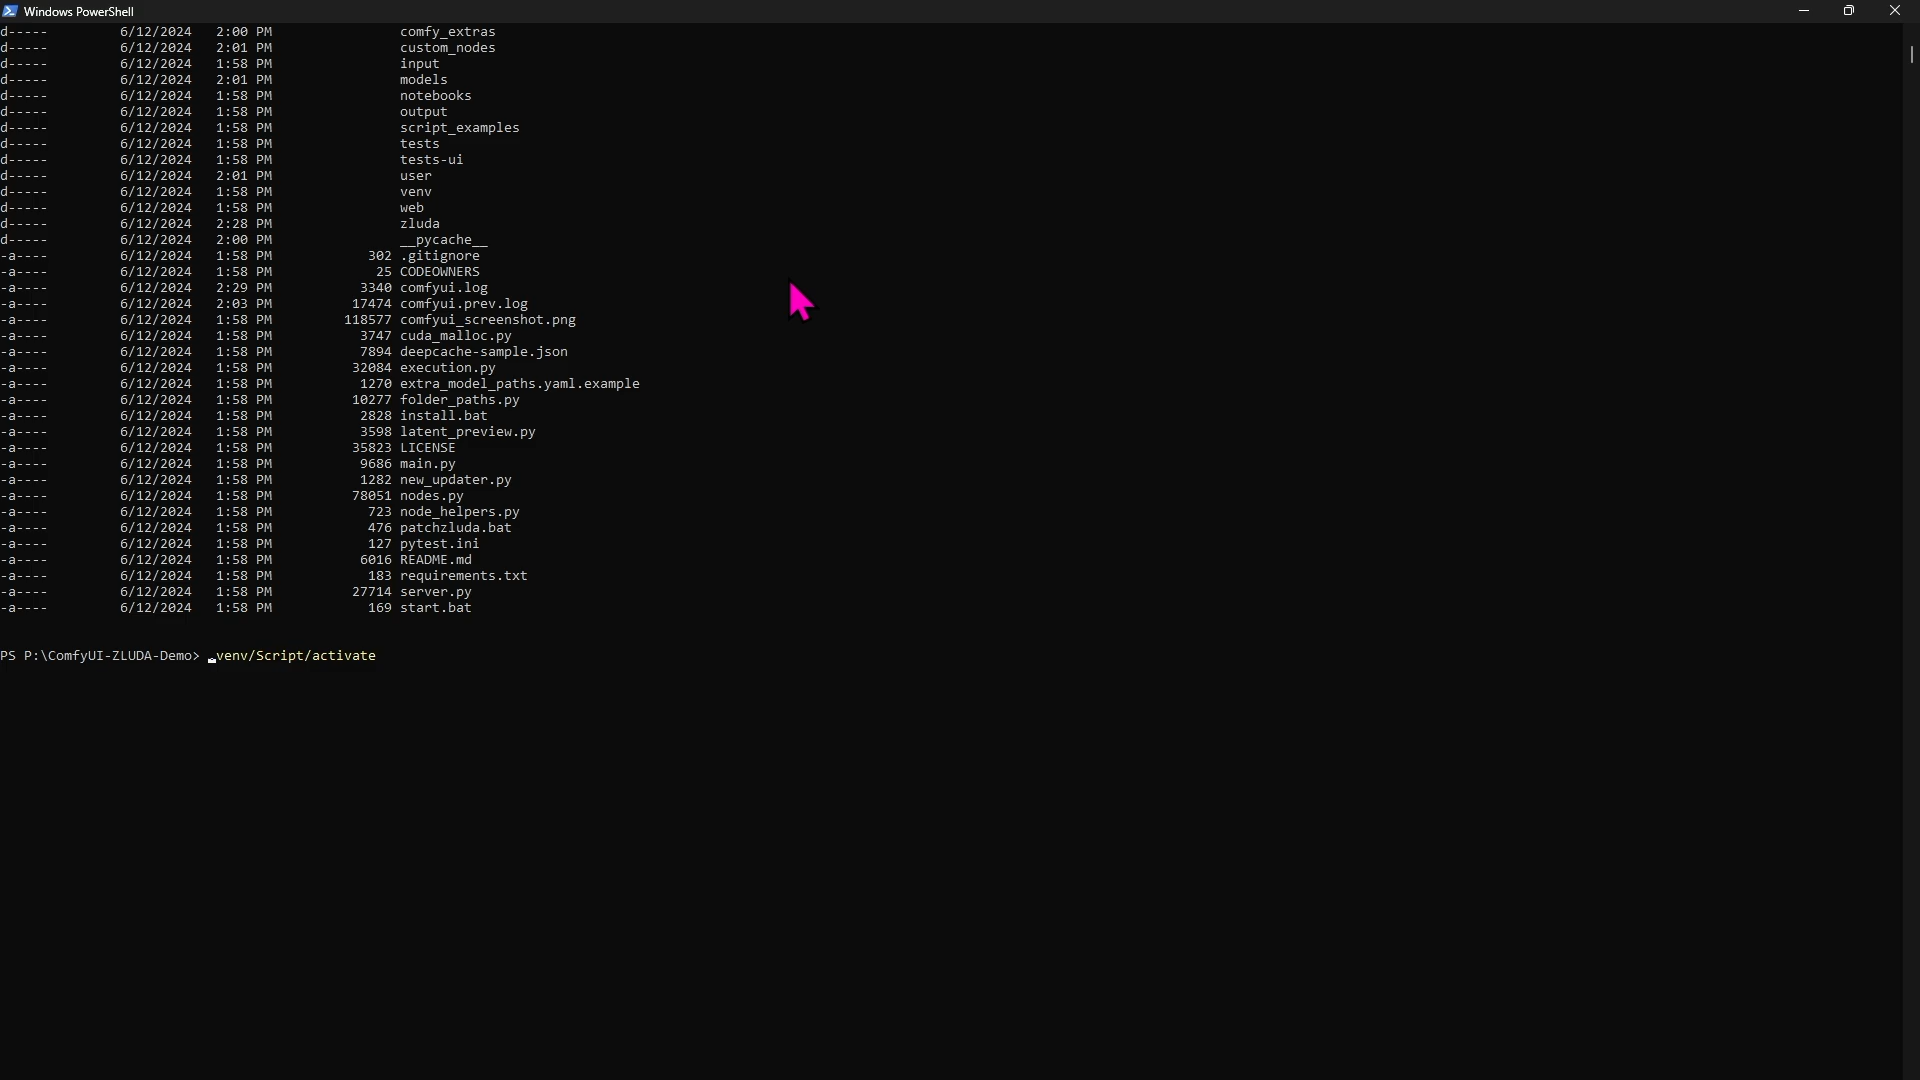 Windows PowerShell
d----- 6/12/2024 2:00 PM comfy_extras
d----- 6/12/2024 2:01 PM custom_nodes
d----- 6/12/2024 1:58 PM input
d----- 6/12/2024 2:01 PM models
d----- 6/12/2024 1:58 PM notebooks
d----- 6/12/2024 1:58 PM output
d----- 6/12/2024 1:58 PM script_examples
d----- 6/12/2024 1:58 PM tests
d----- 6/12/2024 1:58 PM tests-ui
d----- 6/12/2024 2:01 PM user
d----- 6/12/2024 1:58 PM venv
d----- 6/12/2024 1:58 PM web
d----- 6/12/2024 2:28 PM zluda
d----- 6/12/2024 2:00 PM __pycache__
-a---- 6/12/2024 1:58 PM 302 .gitignore
-a---- 6/12/2024 1:58 PM 25 CODEOWNERS
-a---- 6/12/2024 2:29 PM 3340 comfyui.log
-a---- 6/12/2024 2:03 PM 17474 comfyui.prev.log
-a---- 6/12/2024 1:58 PM 118577 comfyui_screenshot.png
-a---- 6/12/2024 1:58 PM 3747 cuda_malloc.py
-a---- 6/12/2024 1:58 PM 7894 deepcache-sample.json
-a---- 6/12/2024 1:58 PM 32084 execution.py
-a---- 6/12/2024 1:58 PM 1270 extra_model_paths.yaml.example
-a---- 6/12/2024 1:58 PM 10277 folder_paths.py
-a---- 6/12/2024 1:58 PM 2828 install.bat
-a---- 6/12/2024 1:58 PM 3598 latent_preview.py
-a---- 6/12/2024 1:58 PM 35823 LICENSE
-a---- 6/12/2024 1:58 PM 9686 main.py
-a---- 6/12/2024 1:58 PM 1282 new_updater.py
-a---- 6/12/2024 1:58 PM 78051 nodes.py
-a---- 6/12/2024 1:58 PM 723 node_helpers.py
-a---- 6/12/2024 1:58 PM 476 patchzluda.bat
-a---- 6/12/2024 1:58 PM 127 pytest.ini
-a---- 6/12/2024 1:58 PM 6016 README.md
-a---- 6/12/2024 1:58 PM 183 requirements.txt
-a---- 6/12/2024 1:58 PM 27714 server.py
-a---- 6/12/2024 1:58 PM 169 start.bat
PS P:\ComfyUI-ZLUDA-Demo> .venv/Script/activate